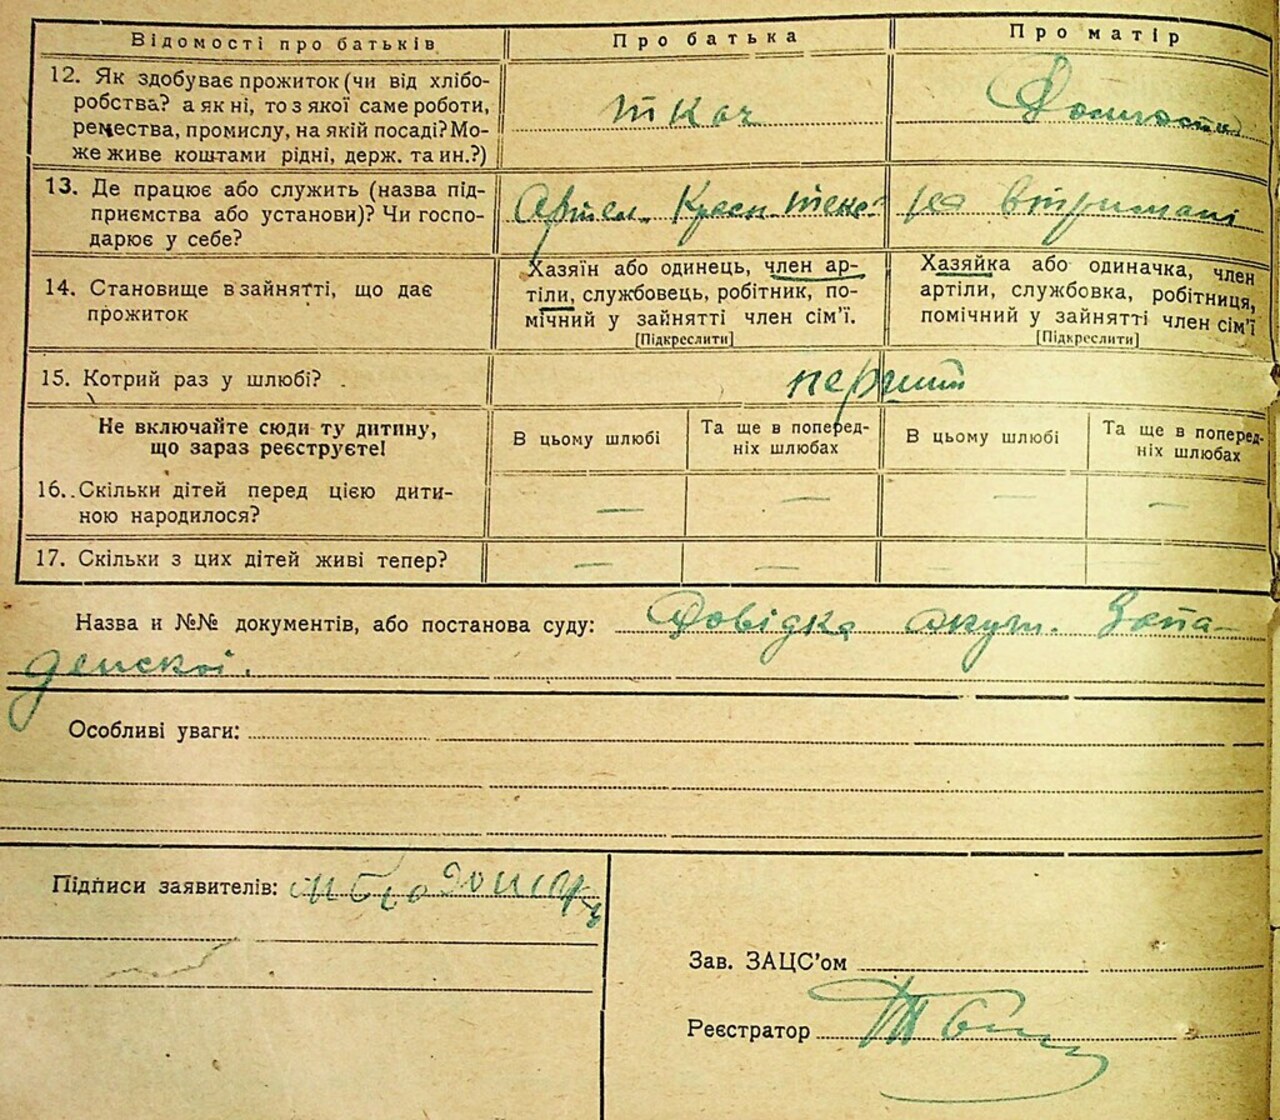 Відомості про батьків
Про батька
Про матір
12. Як здобуває прожиток (чи від хлібо-
робства? а як ні, то з якої саме роботи,
ремества, промислу, на якій посаді? Мо-
же живе коштами рідні, держ. та ин.?)
ткач
13. Де працює або служить (назва під-
приємства або установи)? Чи госпо-
дарює у себе?
Артел. Красн.
на втримані
14. Становище в зайнятті, що дає
прожиток
Хазяїн або одинець, член ар-
тіли, службовець, робітник, по-
мічний у зайнятті член сім’ї.
[Підкреслити]
Хазяйка або одиначка, член
артіли, службовка, робітниця,
помічний у зайнятті член сім’ї
[Підкреслити]
15. Котрий раз у шлюбі?
перший
Не включайте сюди ту дитину,
що зараз реєструєте!
В цьому шлюбі
Та ще в поперед-
ніх шлюбах
В цьому шлюбі
Та ще в поперед-
ніх шлюбах
16. Скільки дітей перед цією дити-
ною народилося?
— — — —
17. Скільки з цих дітей живі тепер?
— — — —
Назва и №№ документів, або постанова суду: Довідка акуш.
Особливі уваги:
Підписи заявителів:
Зав. ЗАЦС’ом
Реєстратор